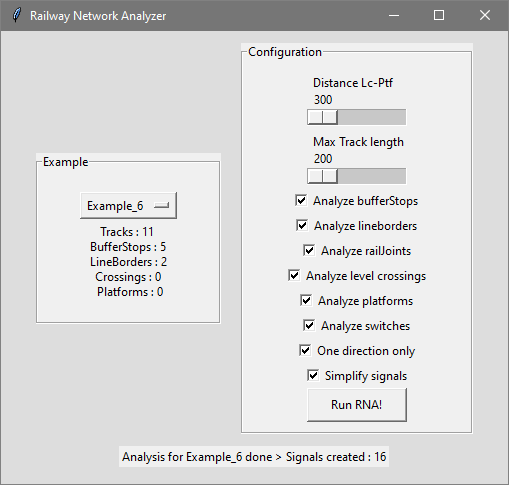 Railway Network Analyzer
Example
Example_6
Tracks : 11
BufferStops : 5
LineBorders : 2
Crossings : 0
Platforms : 0
Configuration
Distance Lc-Ptf
300
Max Track length
200
Analyze bufferStops
Analyze lineborders
Analyze railJoints
Analyze level crossings
Analyze platforms
Analyze switches
One direction only
Simplify signals
Run RNA!
Analysis for Example_6 done > Signals created : 16